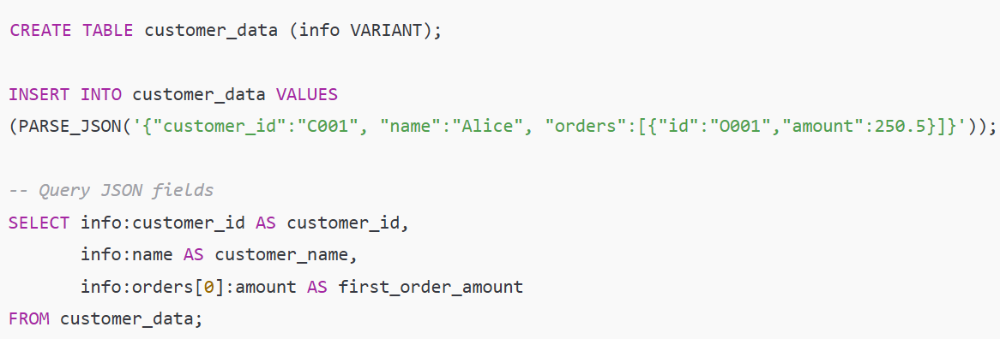 CREATE TABLE customer_data (info VARIANT);
INSERT INTO customer_data VALUES
(PARSE_JSON('{"customer_id":"C001", "name":"Alice", "orders":[{"id":"O001","amount":250.5}]}'));
-- Query JSON fields
SELECT info:customer_id AS customer_id,
info:name AS customer_name,
info:orders[0]:amount AS first_order_amount
FROM customer_data;